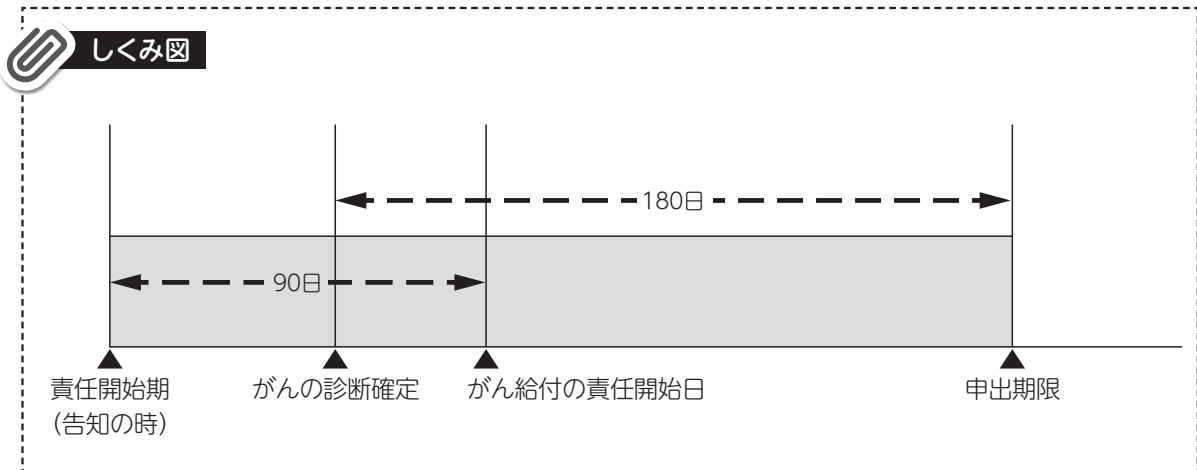 しくみ図
180日
90日
責任開始期
(告知の時)
がんの診断確定
がん給付の責任開始日
申出期限